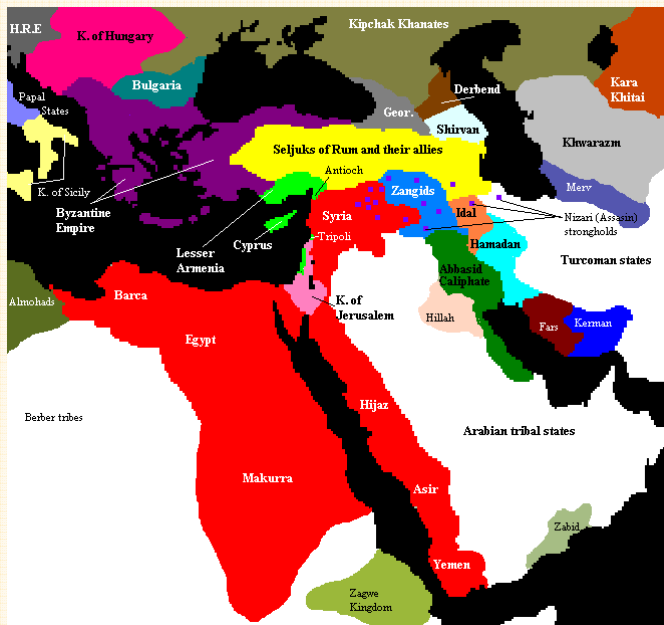 H.R.E
K. of Hungary
Kipchak Khanates
Papal
States
Bulgaria
Derbend
Kara
Khitai
Geor.
Shirvan
Khwarazm
Seljuks of Rum and their allies
Antioch
K. of Sicily
Zangids
Merv
Byzantine
Empire
Syria
Idal
Nizari (Assasin)
strongholds
Lesser
Armenia
Cyprus
Tripoli
Hamadan
Turcoman states
Abbasid
Caliphate
Almohads
Barca
K. of
Jerusalem
Hillah
Fars
Kerman
Egypt
Berber tribes
Hijaz
Arabian tribal states
Makurra
Asir
Zabid
Yemen
Zagwe
Kingdom